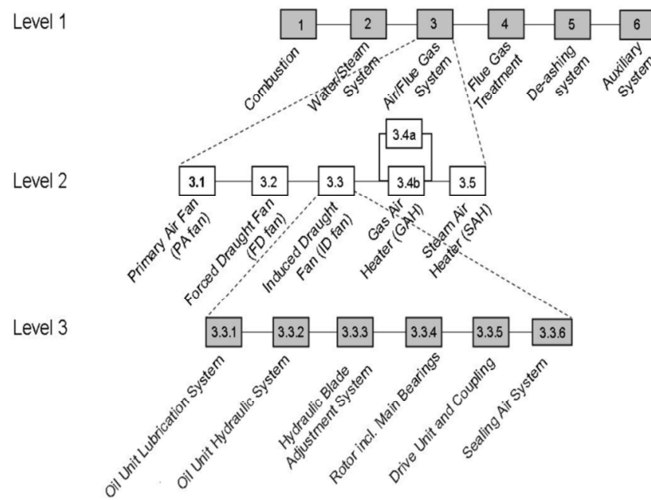 Level 1
1
2
3
4
5
6
Combustion
Water/Steam
System
Air/Flue Gas
System
Flue Gas
Treatment
De-ashing
system
Auxiliary
System
3.4a
Level 2
3.1
3.2
3.3
3.4b
3.5
Primary Air Fan
(PA fan)
Forced Draught Fan
(FD fan)
Induced Draught
Fan (ID fan)
Gas Air
Heater (GAH)
Steam Air
Heater (SAH)
Level 3
3.3.1
3.3.2
3.3.3
3.3.4
3.3.5
3.3.6
Oil Unit Lubrication System
Oil Unit Hydraulic System
Hydraulic Blade
Adjustment System
Rotor incl. Main Bearings
Drive Unit and Coupling
Sealing Air System